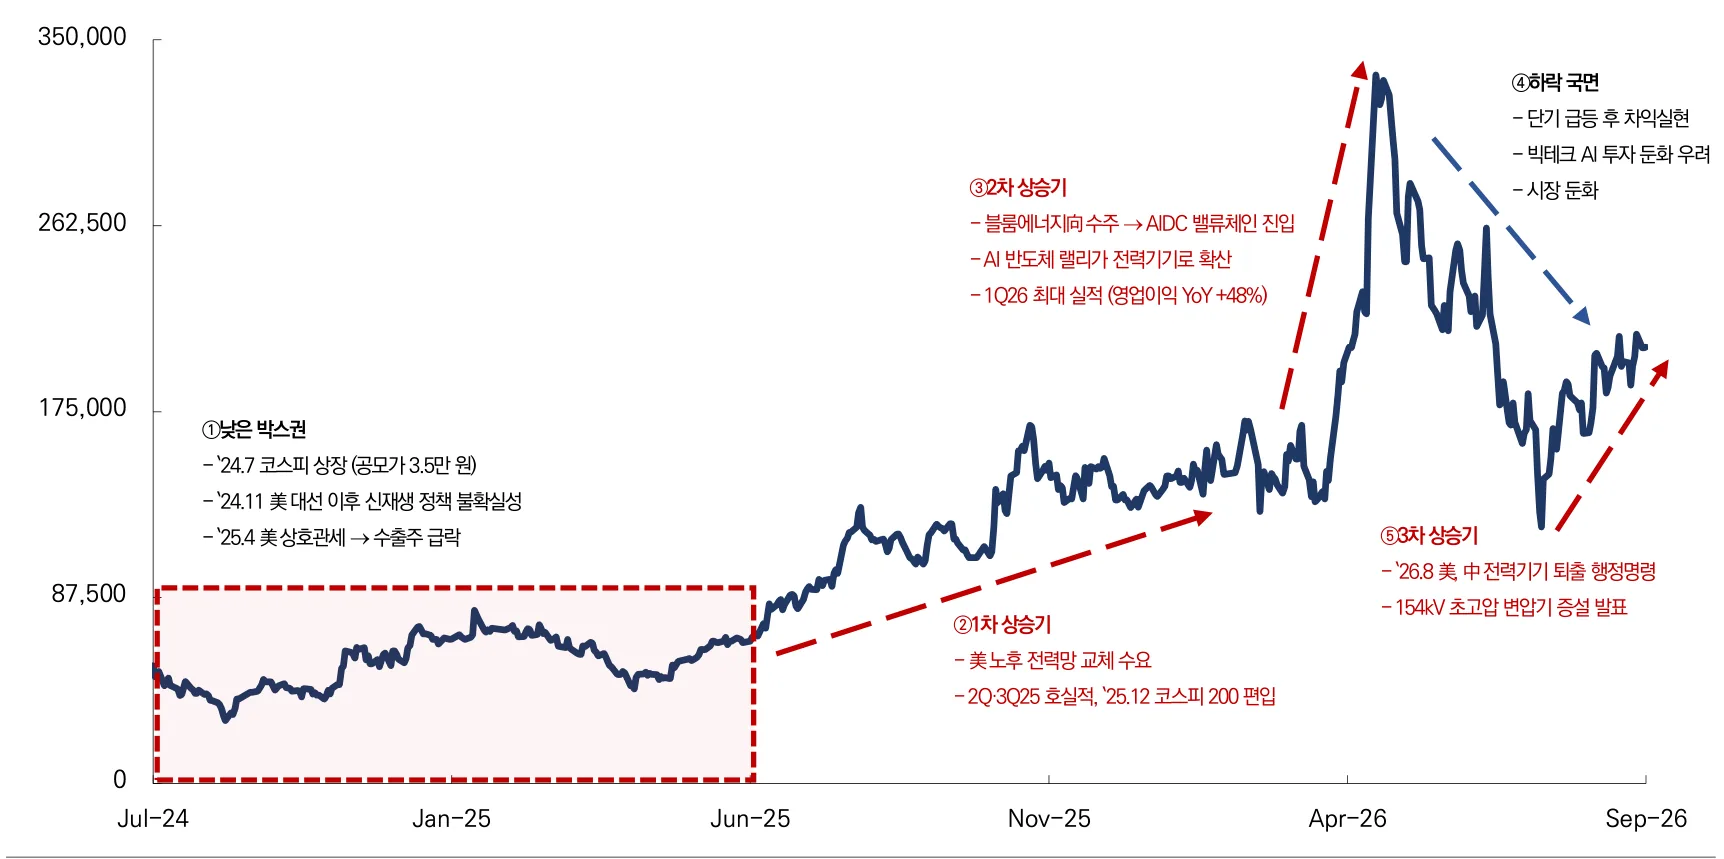 350,000
262,500
175,000
87,500
0
Jul-24
Jan-25
Jun-25
Nov-25
Apr-26
Sep-26
①낮은 박스권
- ‘24.7 코스피 상장 (공모가 3.5만 원)
- ‘24.11 美 대선 이후 신재생 정책 불확실성
- ‘25.4 美 상호관세 → 수출주 급락
②1차 상승기
- 美 노후 전력망 교체 수요
- 2Q·3Q25 호실적, ‘25.12 코스피 200 편입
③2차 상승기
- 블룸에너지向 수주 → AIDC 밸류체인 진입
- AI 반도체 랠리가 전력기기로 확산
- 1Q26 최대 실적 (영업이익 YoY +48%)
④하락 국면
- 단기 급등 후 차익실현
- 빅테크 AI 투자 둔화 우려
- 시장 둔화
⑤3차 상승기
- ‘26.8 美, 中 전력기기 퇴출 행정명령
- 154kV 초고압 변압기 증설 발표